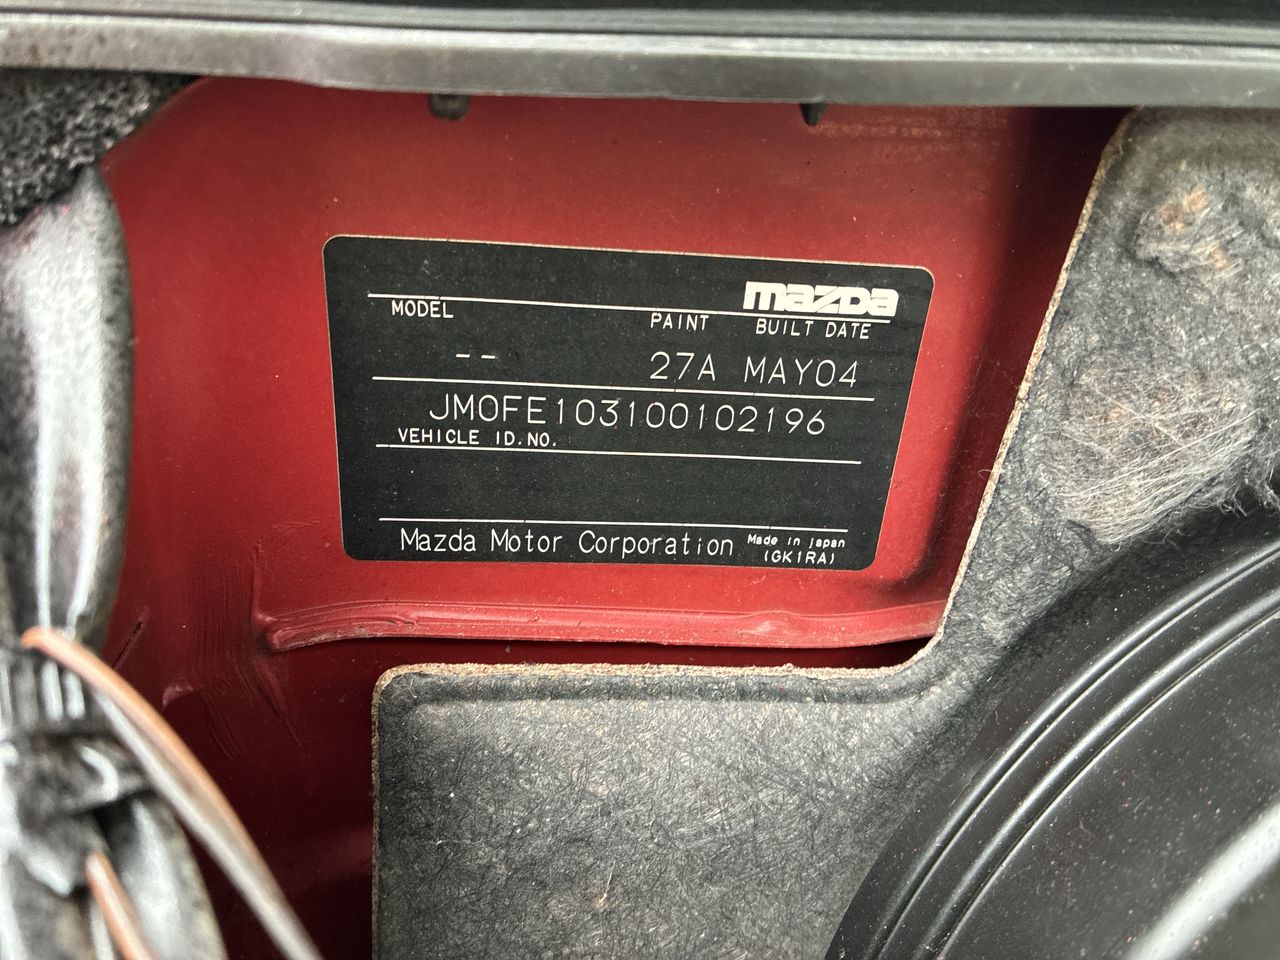 mazda
MODEL PAINT BUILT DATE
-- 27A MAY04
JM0FE103100102196
VEHICLE ID.NO.
Mazda Motor Corporation Made in japan
(GK1RA)